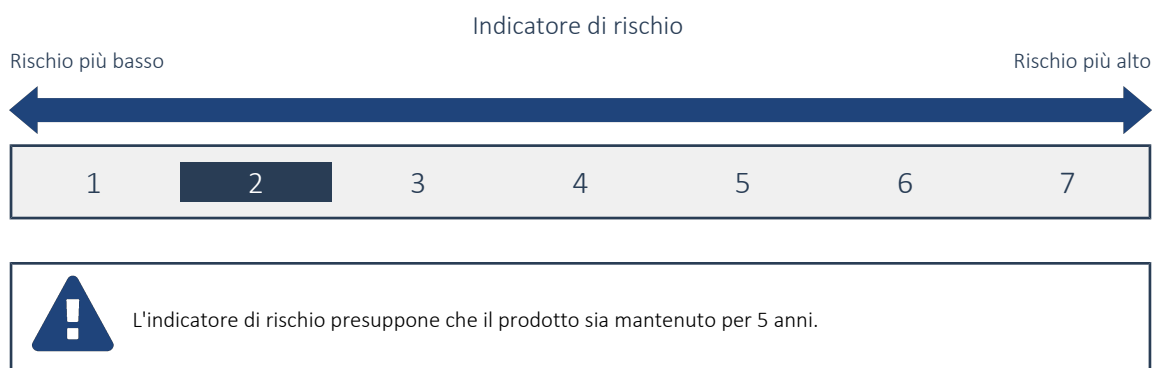 Indicatore di rischio
Rischio più basso
Rischio più alto
1 2 3 4 5 6 7
L'indicatore di rischio presuppone che il prodotto sia mantenuto per 5 anni.